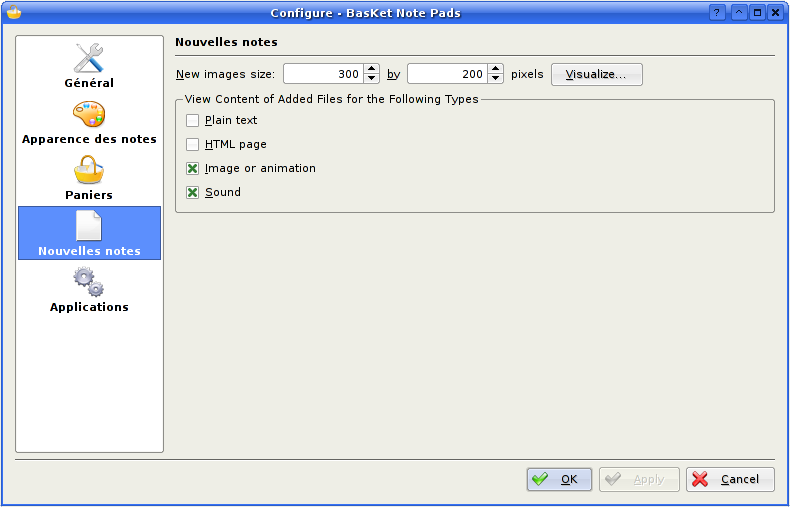 Configure - BasKet Note Pads
Général
Apparence des notes
Paniers
Nouvelles notes
Applications
Nouvelles notes
New images size: 300 by 200 pixels Visualize...
View Content of Added Files for the Following Types
Plain text
HTML page
Image or animation
Sound
OK Apply Cancel